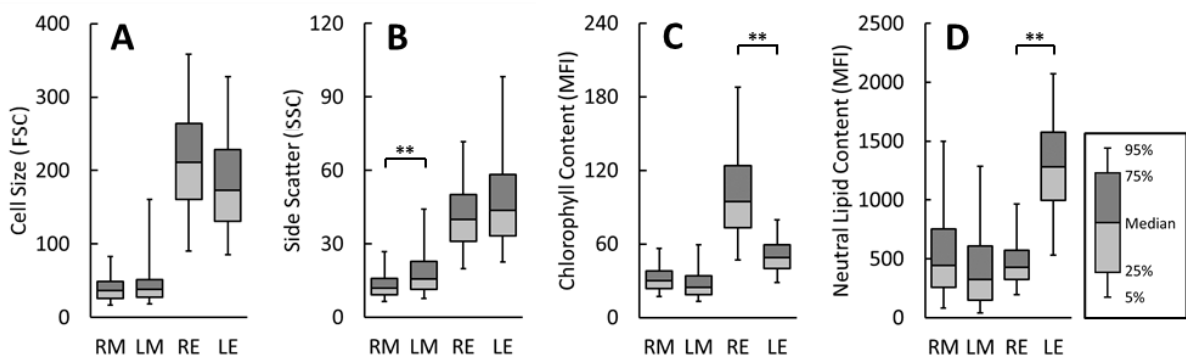 A
Cell Size (FSC)
400
300
200
100
0
RM LM RE LE
B
Side Scatter (SSC)
120
90
60
30
0
**
RM LM RE LE
C
Chlorophyll Content (MFI)
240
180
120
60
0
**
RM LM RE LE
D
Neutral Lipid Content (MFI)
2500
2000
1500
1000
500
0
**
RM LM RE LE
95%
75%
Median
25%
5%